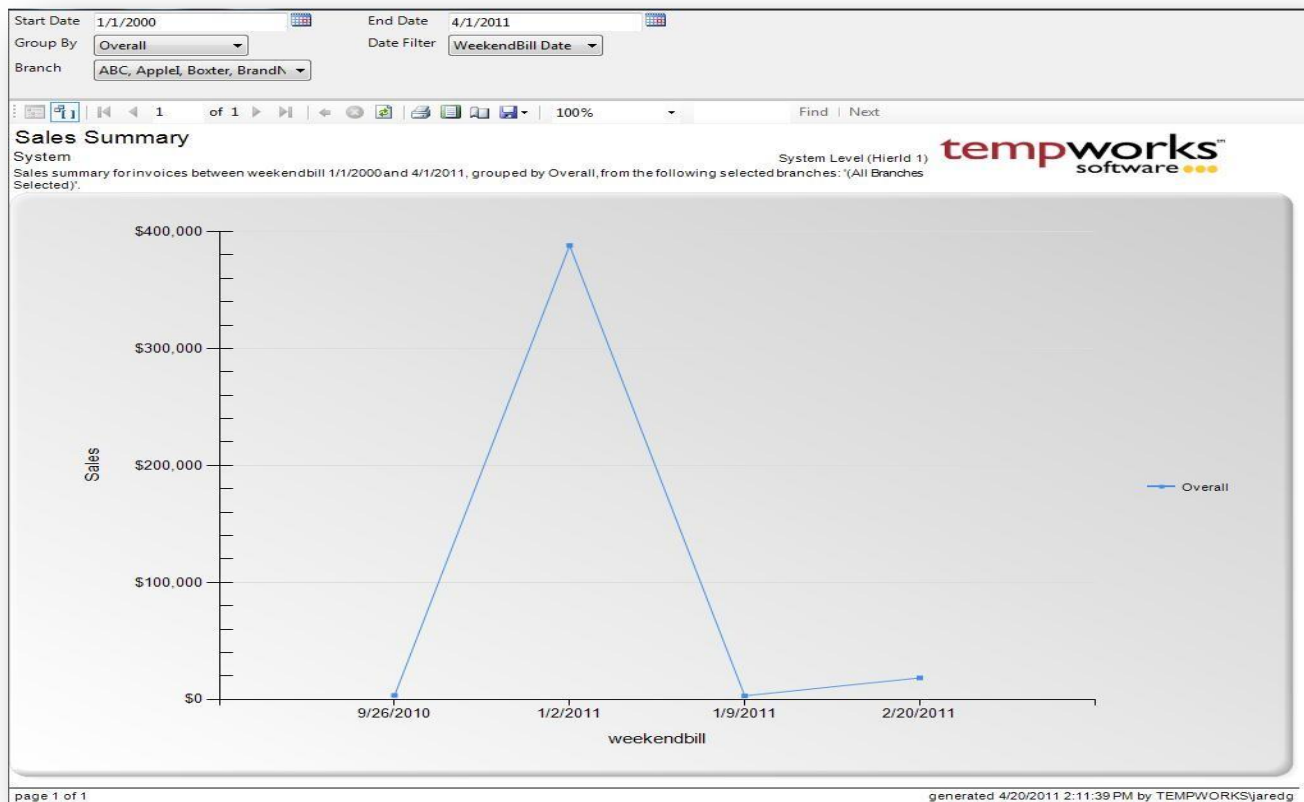 Start Date 1/1/2000 End Date 4/1/2011
Group By Overall Date Filter WeekendBill Date
Branch ABC, AppleI, Boxter, BrandN
1 of 1 100% Find | Next
Sales Summary
System
System Level (HierId 1)
tempworks™
software
Sales summary for invoices between weekendbill 1/1/2000 and 4/1/2011, grouped by Overall, from the following selected branches: '(All Branches
Selected)'.
$400,000
$300,000
$200,000
$100,000
$0
Sales
9/26/2010 1/2/2011 1/9/2011 2/20/2011
weekendbill
Overall
page 1 of 1
generated 4/20/2011 2:11:39 PM by TEMPWORKS\jaredg